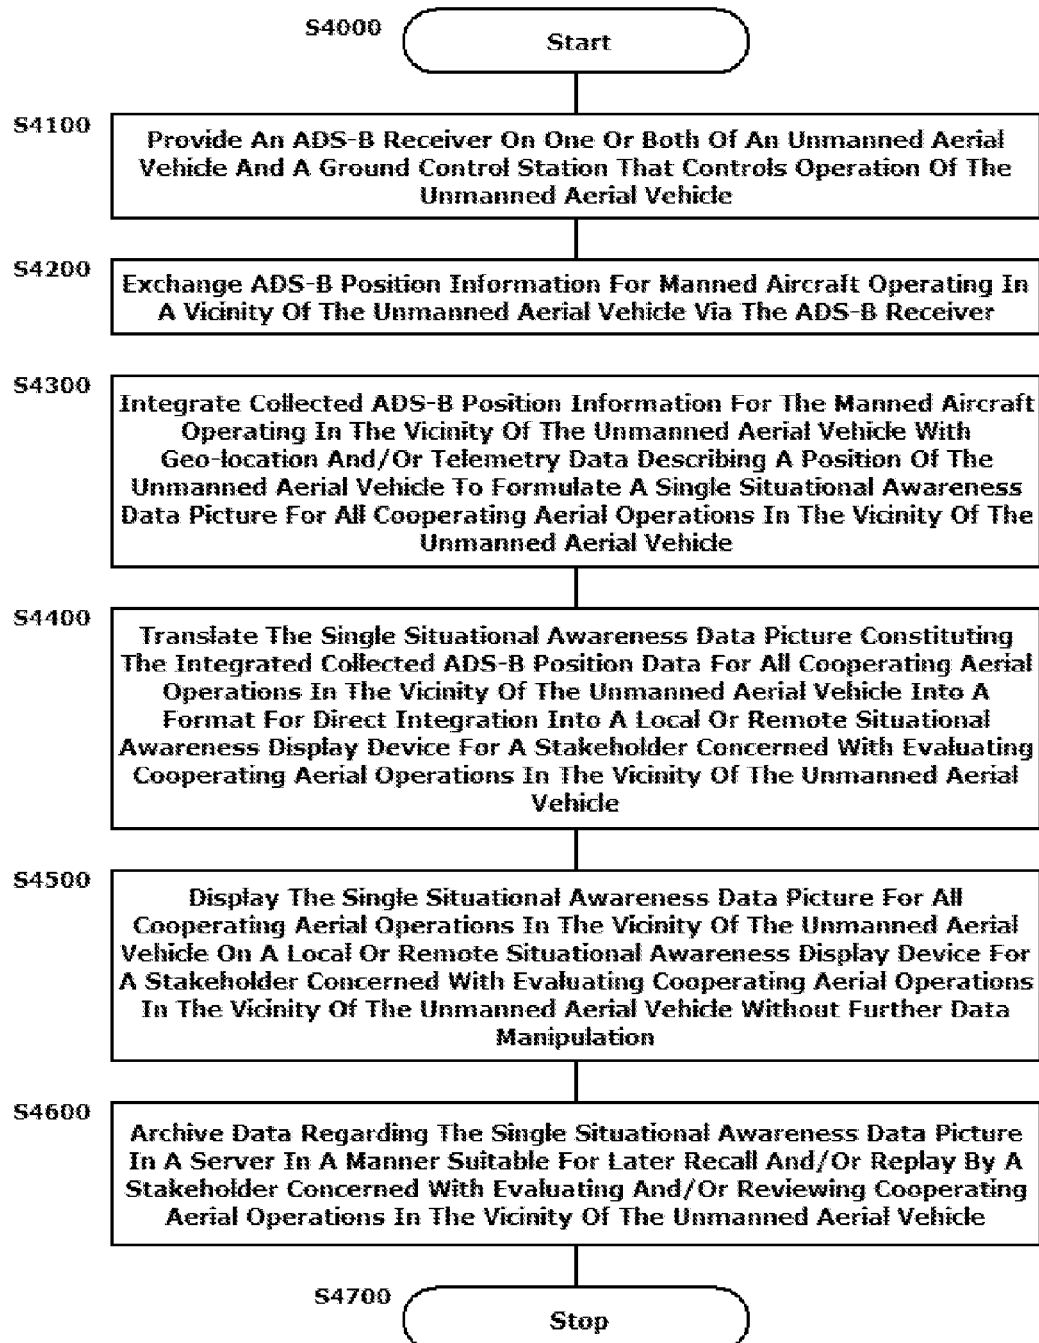 S4000
Start
S4100
Provide An ADS-B Receiver On One Or Both Of An Unmanned Aerial
Vehicle And A Ground Control Station That Controls Operation Of The
Unmanned Aerial Vehicle
S4200
Exchange ADS-B Position Information For Manned Aircraft Operating In
A Vicinity Of The Unmanned Aerial Vehicle Via The ADS-B Receiver
S4300
Integrate Collected ADS-B Position Information For The Manned Aircraft
Operating In The Vicinity Of The Unmanned Aerial Vehicle With
Geo-location And/Or Telemetry Data Describing A Position Of The
Unmanned Aerial Vehicle To Formulate A Single Situational Awareness
Data Picture For All Cooperating Aerial Operations In The Vicinity Of The
Unmanned Aerial Vehicle
S4400
Translate The Single Situational Awareness Data Picture Constituting
The Integrated Collected ADS-B Position Data For All Cooperating Aerial
Operations In The Vicinity Of The Unmanned Aerial Vehicle Into A
Format For Direct Integration Into A Local Or Remote Situational
Awareness Display Device For A Stakeholder Concerned With Evaluating
Cooperating Aerial Operations In The Vicinity Of The Unmanned Aerial
Vehicle
S4500
Display The Single Situational Awareness Data Picture For All
Cooperating Aerial Operations In The Vicinity Of The Unmanned Aerial
Vehicle On A Local Or Remote Situational Awareness Display Device For
A Stakeholder Concerned With Evaluating Cooperating Aerial Operations
In The Vicinity Of The Unmanned Aerial Vehicle Without Further Data
Manipulation
S4600
Archive Data Regarding The Single Situational Awareness Data Picture
In A Server In A Manner Suitable For Later Recall And/Or Replay By A
Stakeholder Concerned With Evaluating And/Or Reviewing Cooperating
Aerial Operations In The Vicinity Of The Unmanned Aerial Vehicle
S4700
Stop